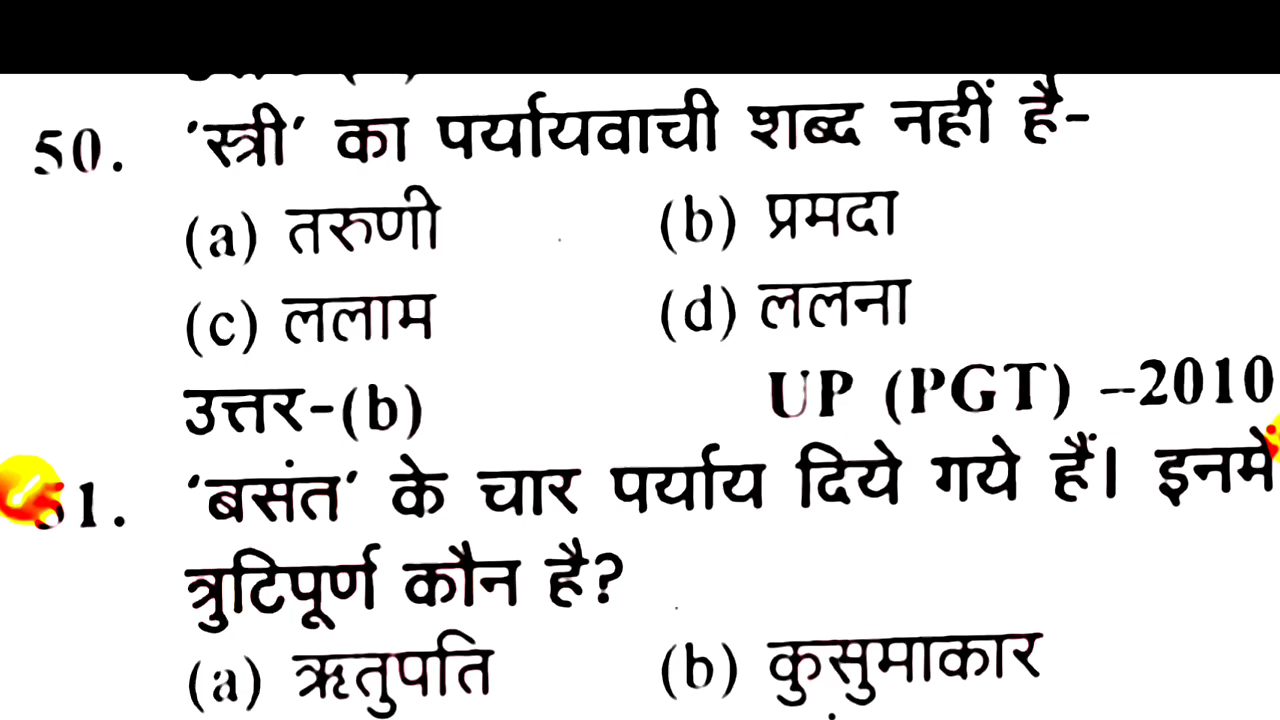 50. 'स्त्री' का पर्यायवाची शब्द नहीं है-
(a) तरुणी (b) प्रमदा
(c) ललाम (d) ललना
उत्तर-(b) UP (PGT) –2010
51. 'बसंत' के चार पर्याय दिये गये हैं। इनमें
त्रुटिपूर्ण कौन है?
(a) ऋतुपति (b) कुसुमाकार